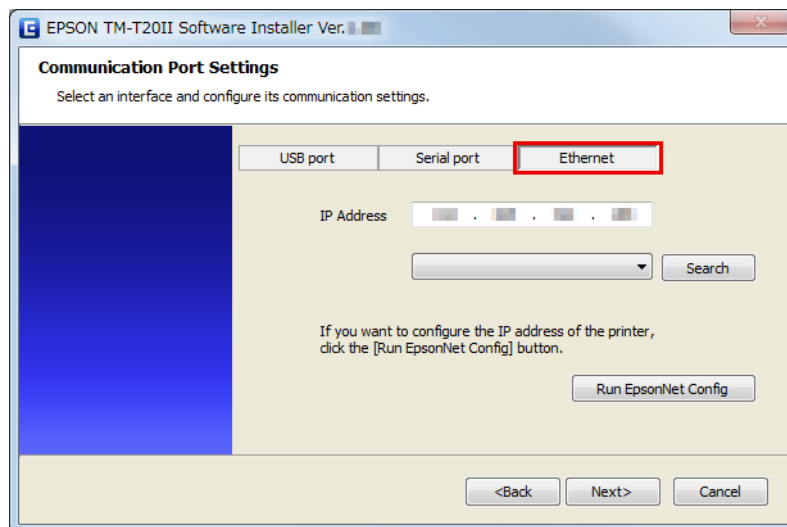 EPSON TM-T20II Software Installer Ver.
Communication Port Settings
Select an interface and configure its communication settings.
USB port
Serial port
Ethernet
IP Address
. . .
Search
If you want to configure the IP address of the printer,
click the [Run EpsonNet Config] button.
Run EpsonNet Config
<Back
Next>
Cancel